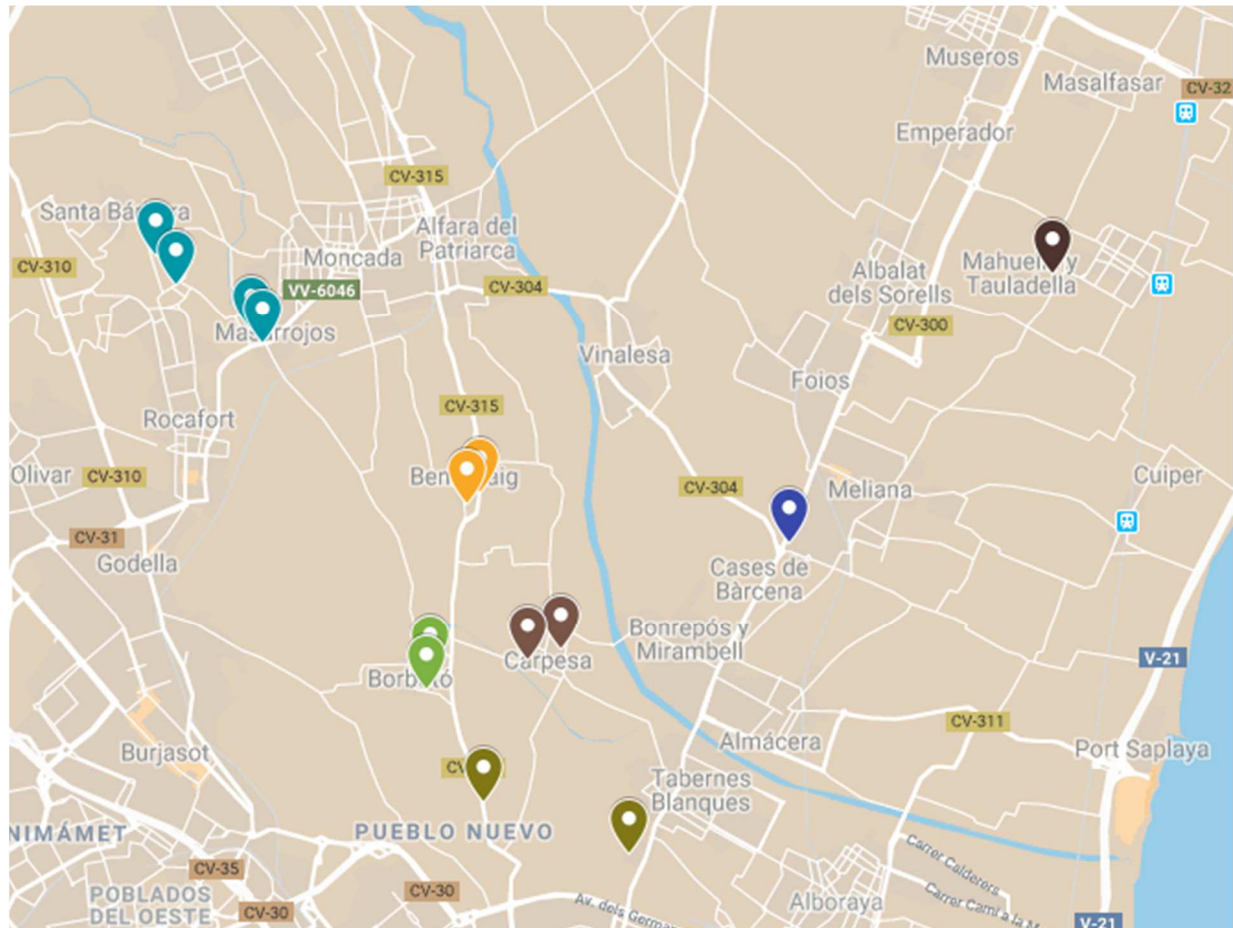 Museros
Masalfasar
CV-32
Emperador
CV-315
Santa Bárbara
Alfara del
Patriarca
Moncada
CV-310
VV-6046
CV-304
Albalat
dels Sorells
Mahuella y
Tauladella
Masarrojos
CV-300
Vinalesa
Foios
CV-315
Rocafort
Olivar
CV-310
Benifaraig
CV-304
Meliana
Cuiper
CV-31
Godella
Cases de
Bàrcena
Bonrepós y
Mirambell
Carpesa
Borbotó
V-21
CV-311
Burjasot
Almácera
Port Saplaya
Tabernes
Blanques
NIMÁMET
PUEBLO NUEVO
CV-35
POBLADOS
DEL OESTE
CV-30
CV-30
Av. dels Germa
Alboraya
Carrer Calderers
Carrer Camí a la M
V-21